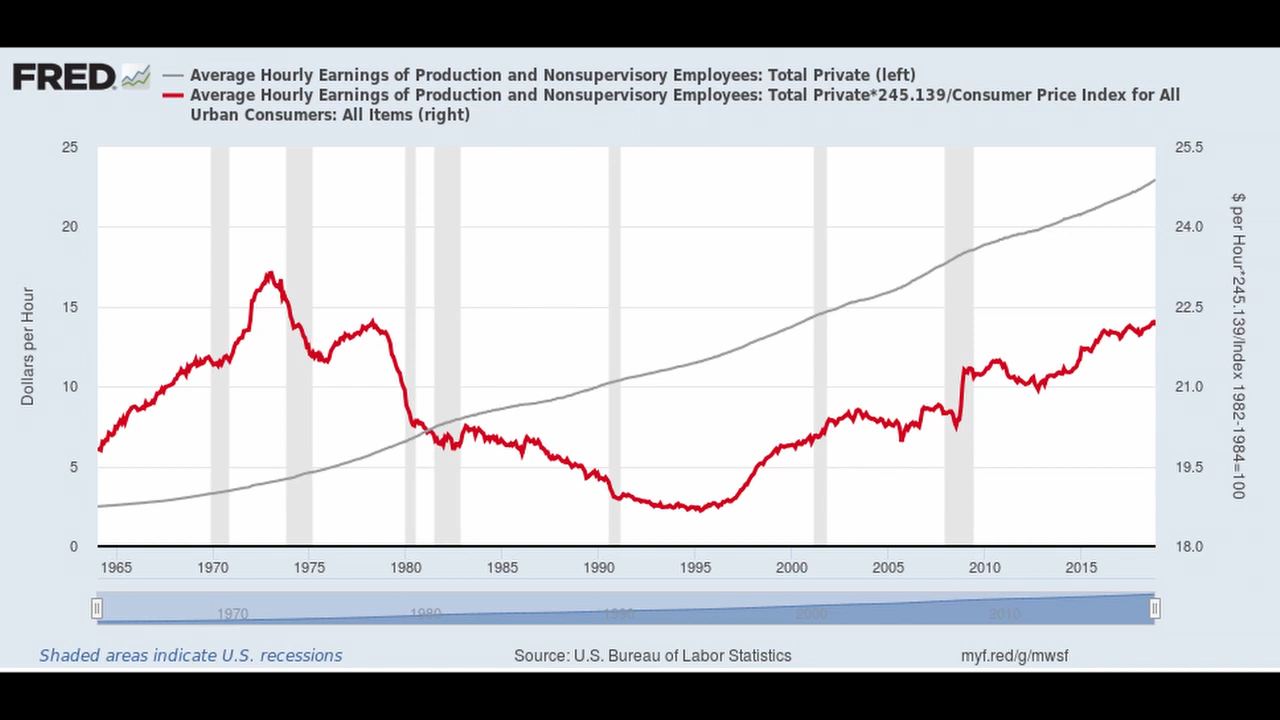 FRED
Average Hourly Earnings of Production and Nonsupervisory Employees: Total Private (left)
Average Hourly Earnings of Production and Nonsupervisory Employees: Total Private*245.139/Consumer Price Index for All
Urban Consumers: All Items (right)
25
20
15
10
5
0
Dollars per Hour
25.5
24.0
22.5
21.0
19.5
18.0
$ per Hour*245.139/Index 1982-1984=100
1965 1970 1975 1980 1985 1990 1995 2000 2005 2010 2015
1970 1980 1990 2000 2010
Shaded areas indicate U.S. recessions
Source: U.S. Bureau of Labor Statistics
myf.red/g/mwsf